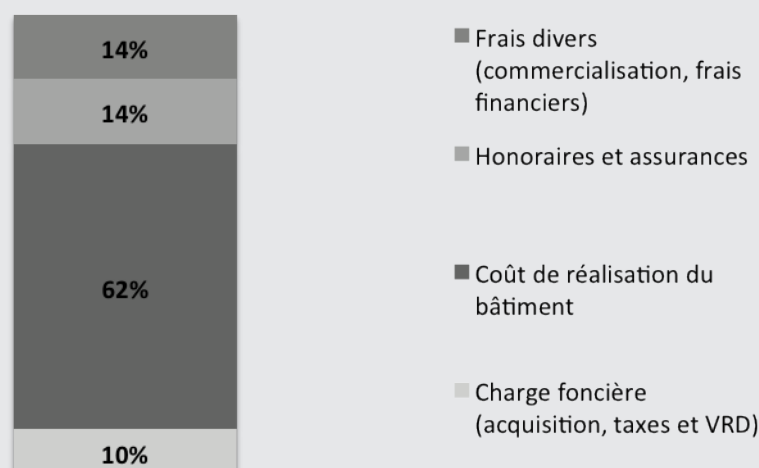 14%
14%
62%
10%
Frais divers
(commercialisation, frais
financiers)
Honoraires et assurances
Coût de réalisation du
bâtiment
Charge foncière
(acquisition, taxes et VRD)